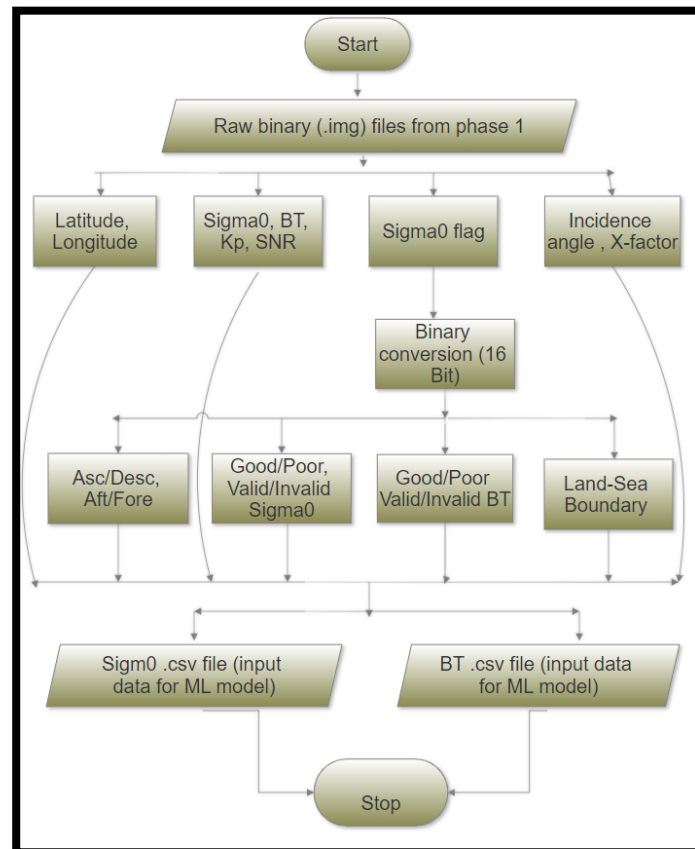 Start
Raw binary (.img) files from phase 1
Latitude,
Longitude
Sigma0, BT,
Kp, SNR
Sigma0 flag
Incidence
angle , X-factor
Binary
conversion (16
Bit)
Asc/Desc,
Aft/Fore
Good/Poor,
Valid/Invalid
Sigma0
Good/Poor
Valid/Invalid BT
Land-Sea
Boundary
Sigm0 .csv file (input
data for ML model)
BT .csv file (input data
for ML model)
Stop